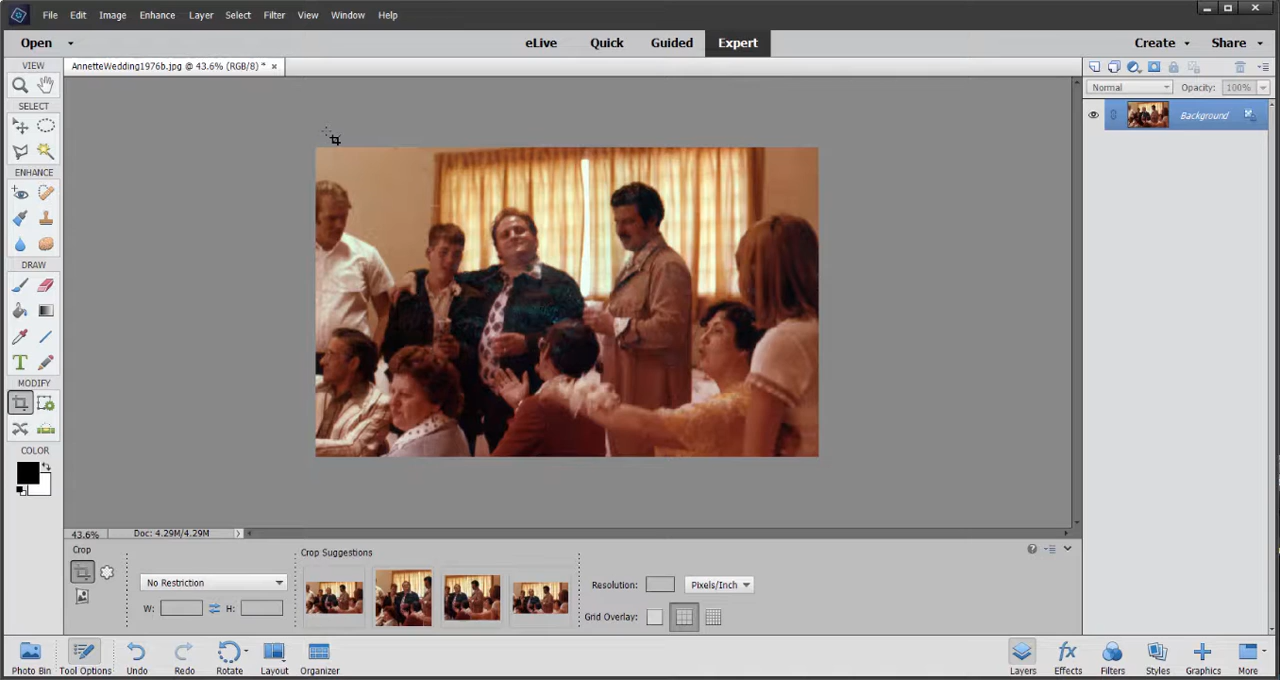 File Edit Image Enhance Layer Select Filter View Window Help
Open eLive Quick Guided Expert Create Share
VIEW AnnetteWedding1976b.jpg @ 43.6% (RGB/8) * ×
Normal Opacity: 100%
SELECT
Background
ENHANCE
DRAW
T
MODIFY
COLOR
43.6% Doc: 4.29M/4.29M
Crop Crop Suggestions
No Restriction Resolution: Pixels/Inch
W: H: Grid Overlay:
Photo Bin Tool Options Undo Redo Rotate Layout Organizer Layers Effects Filters Styles Graphics More